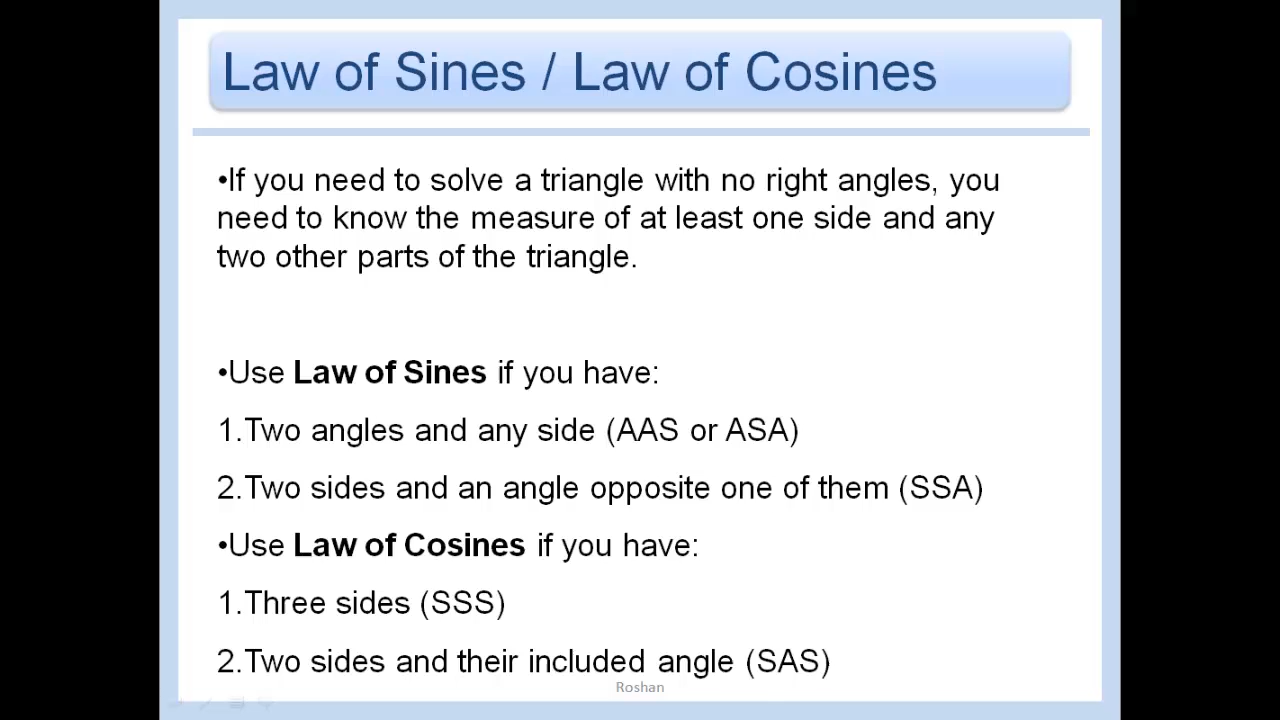 Law of Sines / Law of Cosines
•If you need to solve a triangle with no right angles, you
need to know the measure of at least one side and any
two other parts of the triangle.
•Use Law of Sines if you have:
1.Two angles and any side (AAS or ASA)
2.Two sides and an angle opposite one of them (SSA)
•Use Law of Cosines if you have:
1.Three sides (SSS)
2.Two sides and their included angle (SAS)
Roshan